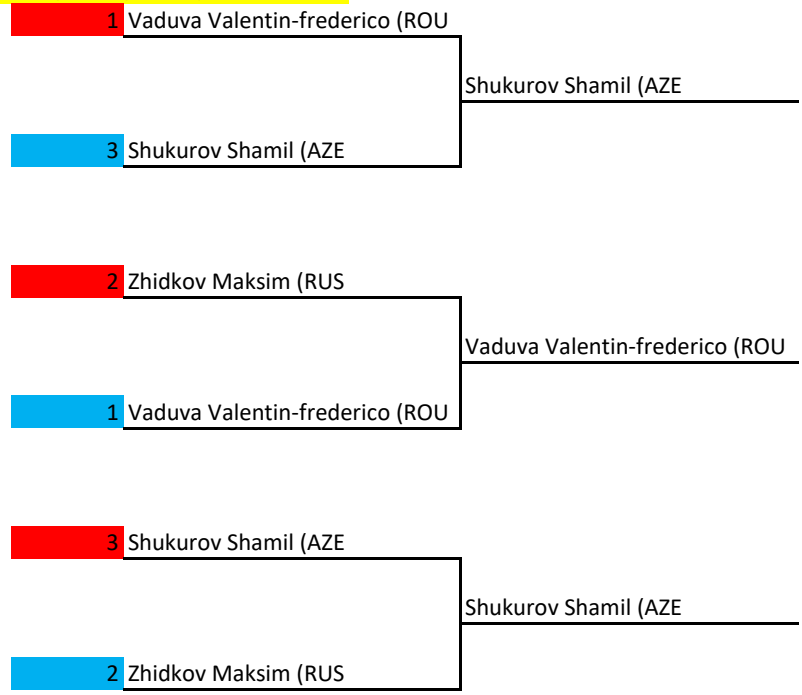 1 Vaduva Valentin-frederico (ROU
Shukurov Shamil (AZE
3 Shukurov Shamil (AZE
2 Zhidkov Maksim (RUS
Vaduva Valentin-frederico (ROU
1 Vaduva Valentin-frederico (ROU
3 Shukurov Shamil (AZE
Shukurov Shamil (AZE
2 Zhidkov Maksim (RUS